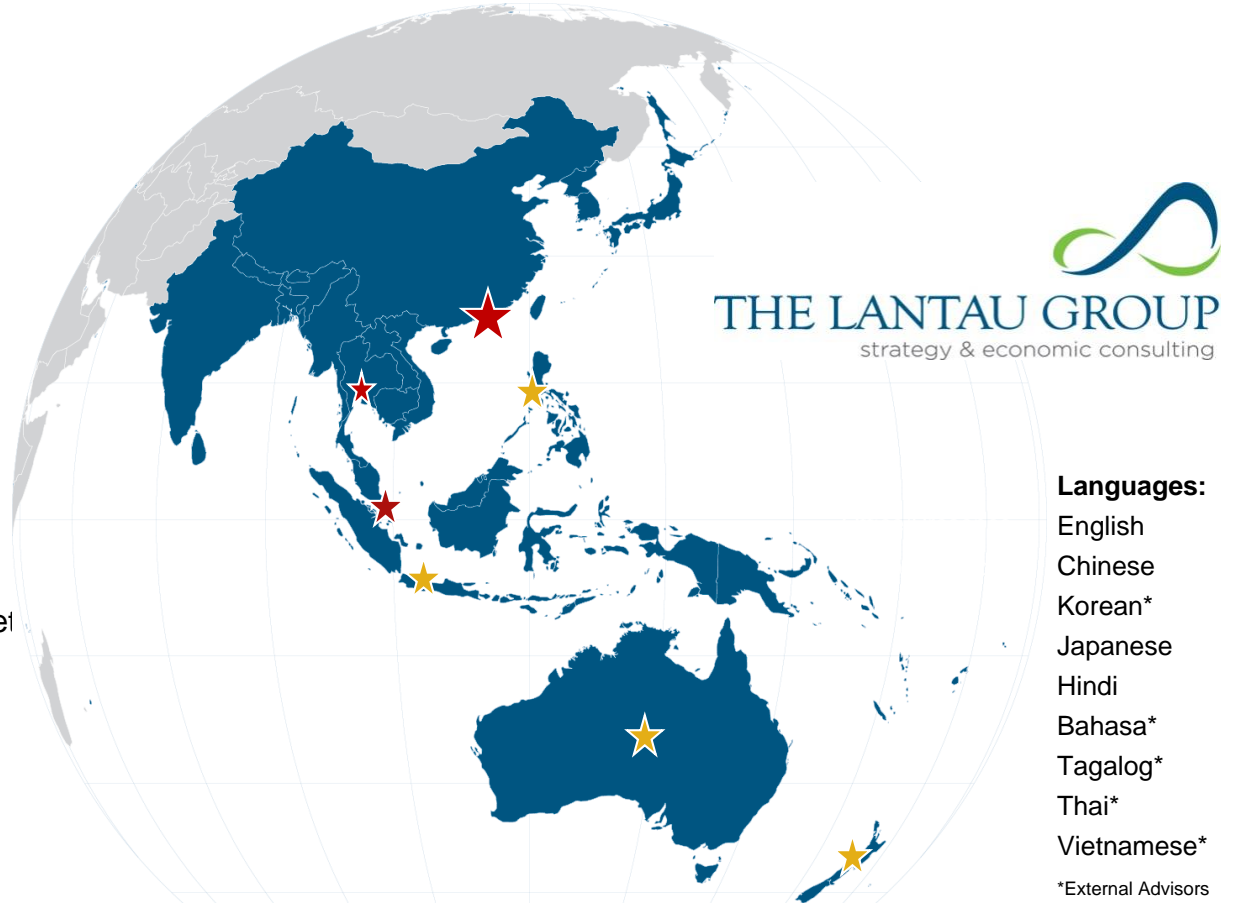 THE LANTAU GROUP
strategy & economic consulting
Languages:
English
Chinese
Korean*
Japanese
Hindi
Bahasa*
Tagalog*
Thai*
Vietnamese*
*External Advisors